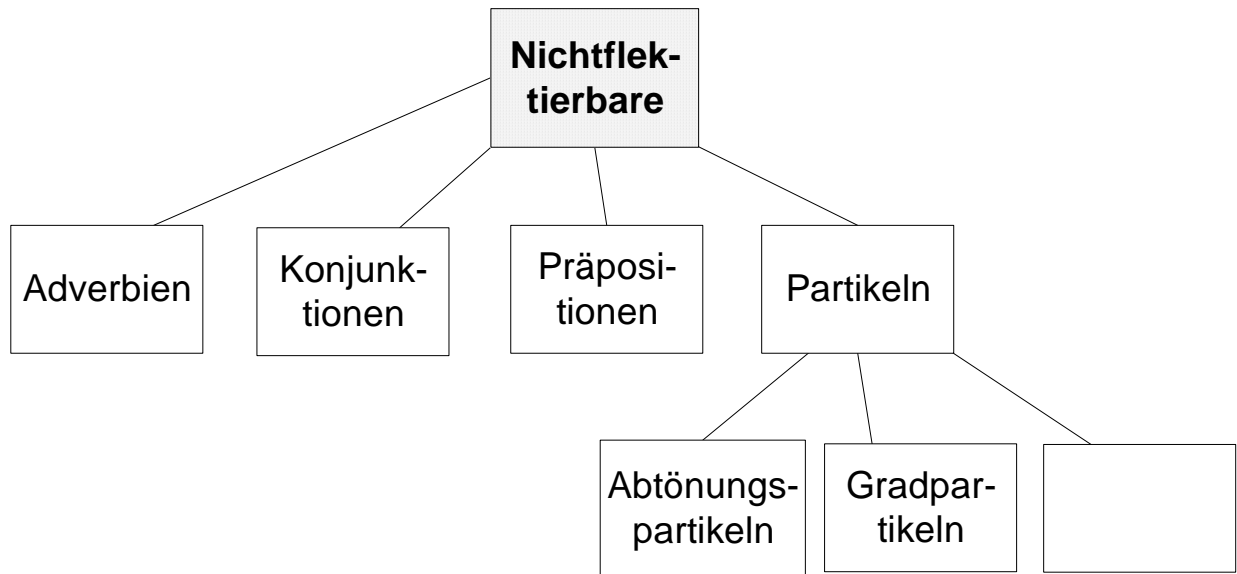 Nichtflek-
tierbare
Adverbien
Konjunk-
tionen
Präposi-
tionen
Partikeln
Abtönungs-
partikeln
Gradpar-
tikeln